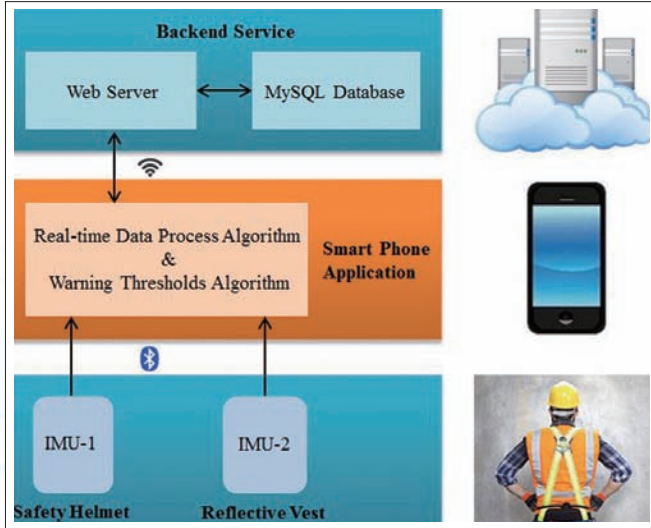 Backend Service
Web Server
MySQL Database
Real-time Data Process Algorithm
&
Warning Thresholds Algorithm
Smart Phone
Application
IMU-1
IMU-2
Safety Helmet
Reflective Vest